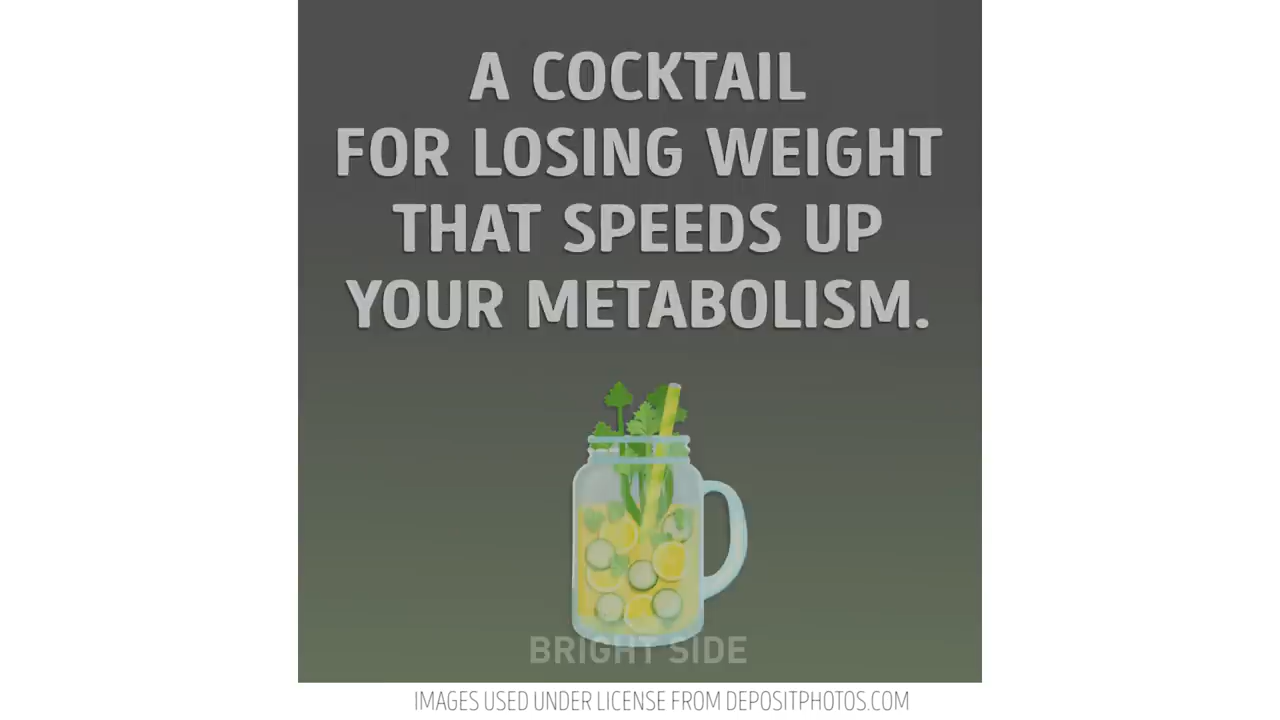 A COCKTAIL
FOR LOSING WEIGHT
THAT SPEEDS UP
YOUR METABOLISM.
BRIGHT SIDE
IMAGES USED UNDER LICENSE FROM DEPOSITPHOTOS.COM